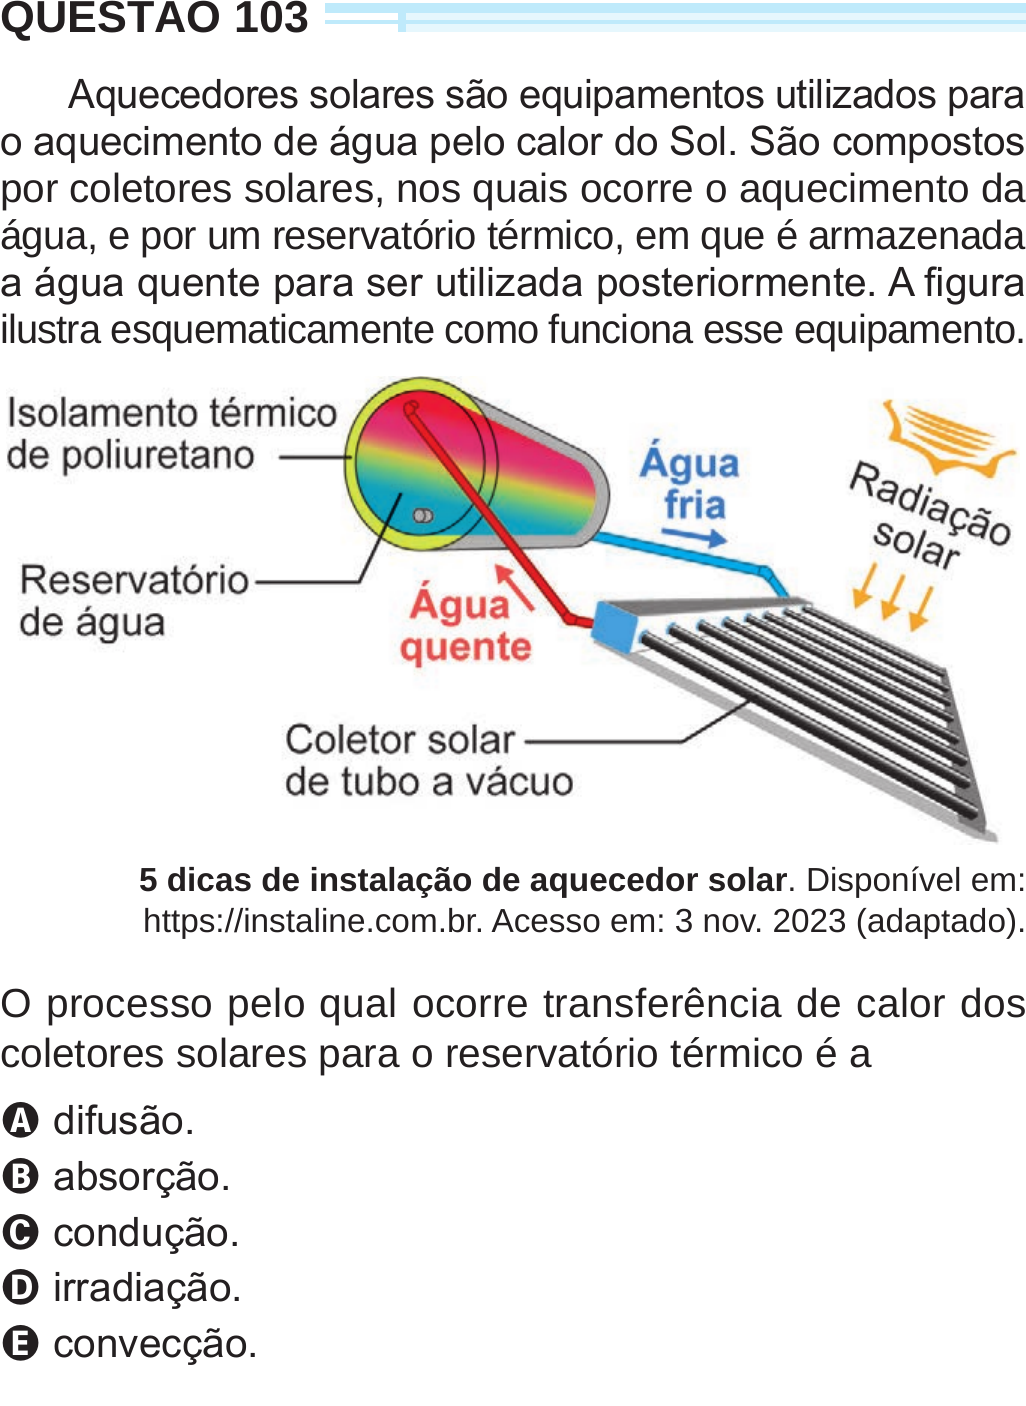 QUESTÃO 103
Aquecedores solares são equipamentos utilizados para
o aquecimento de água pelo calor do Sol. São compostos
por coletores solares, nos quais ocorre o aquecimento da
água, e por um reservatório térmico, em que é armazenada
a água quente para ser utilizada posteriormente. A figura
ilustra esquematicamente como funciona esse equipamento.
Isolamento térmico
de poliuretano
Água
fria
Radiação
solar
Reservatório
de água
Água
quente
Coletor solar
de tubo a vácuo
5 dicas de instalação de aquecedor solar. Disponível em:
https://instaline.com.br. Acesso em: 3 nov. 2023 (adaptado).
O processo pelo qual ocorre transferência de calor dos
coletores solares para o reservatório térmico é a
A difusão.
B absorção.
C condução.
D irradiação.
E convecção.